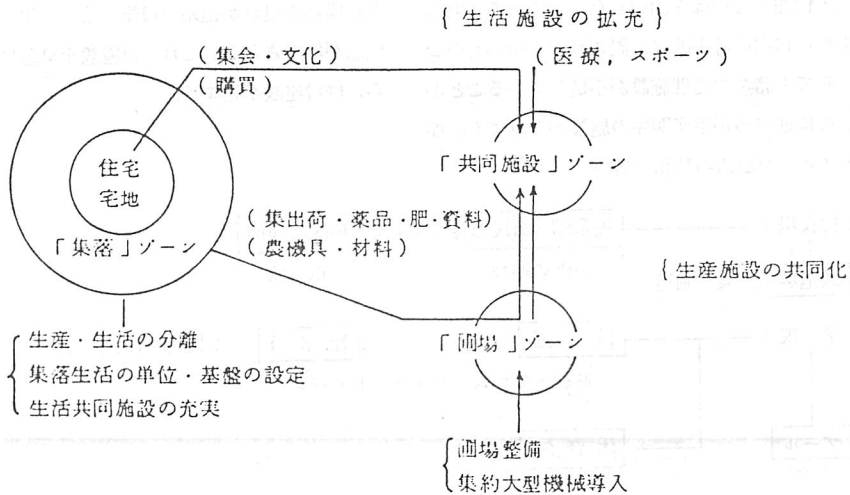 { 生活施設の拡充 }
( 集会・文化)
( 購買 )
( 医療, スポーツ )
住宅
宅地
「集落」ゾーン
「共同施設」ゾーン
( 集出荷・薬品・肥・資料)
( 農機具・材料)
{ 生産施設の共同化
「圃場」ゾーン
生産・生活の分離
集落生活の単位・基盤の設定
生活共同施設の充実
圃場整備
集約大型機械導入